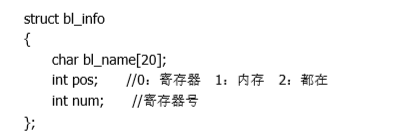 struct bl_info
{
char bl_name[20];
int pos; //0：寄存器 1：内存 2：都在
int num; //寄存器号
};